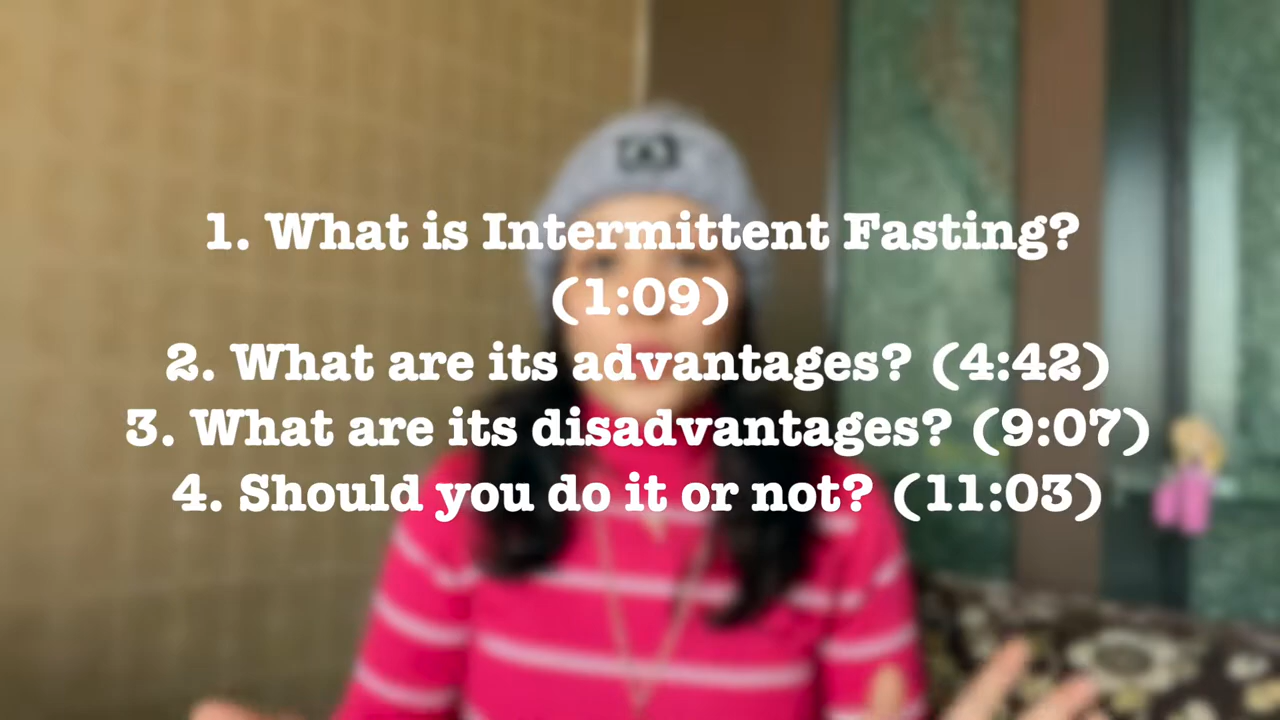 1. What is Intermittent Fasting?
(1:09)
2. What are its advantages? (4:42)
3. What are its disadvantages? (9:07)
4. Should you do it or not? (11:03)